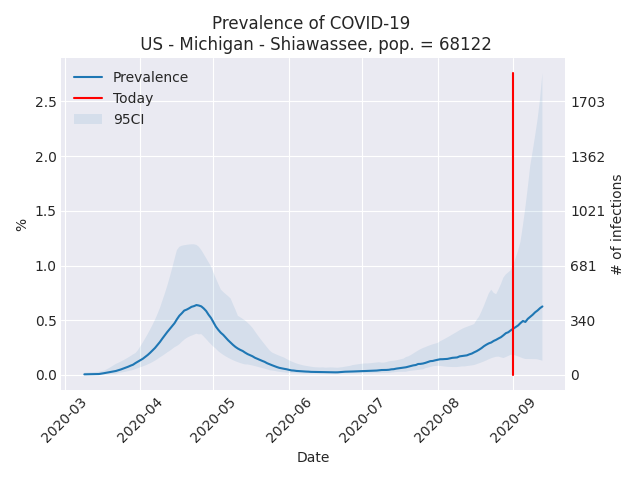 Prevalence of COVID-19
US - Michigan - Shiawassee, pop. = 68122
Prevalence
Today
95CI
2.5
2.0
1.5
1.0
0.5
0.0
%
1703
1362
1021
681
340
0
# of infections
2020-03
2020-04
2020-05
2020-06
2020-07
2020-08
2020-09
Date